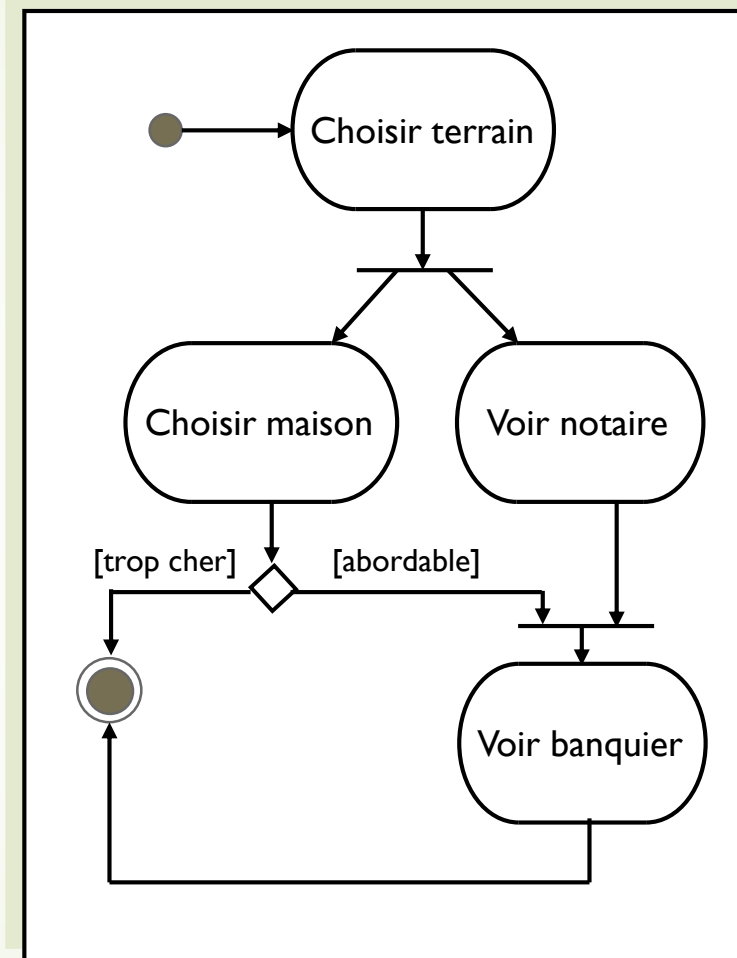 Choisir terrain
Choisir maison
Voir notaire
[trop cher]
[abordable]
Voir banquier